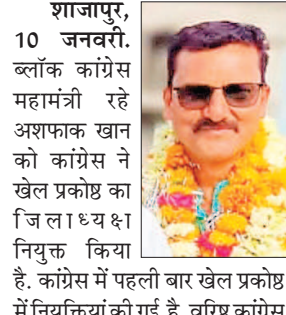 शाजापुर,
10 जनवरी.
ब्लॉक कांग्रेस
महामंत्री रहे
अशफाक खान
को कांग्रेस ने
खेल प्रकोष्ठ का
जिलाध्यक्ष
नियुक्त किया
है. कांग्रेस में पहली बार खेल प्रकोष्ठ
में नियुक्तियां की गई है. वरिष्ठ कांग्रेस